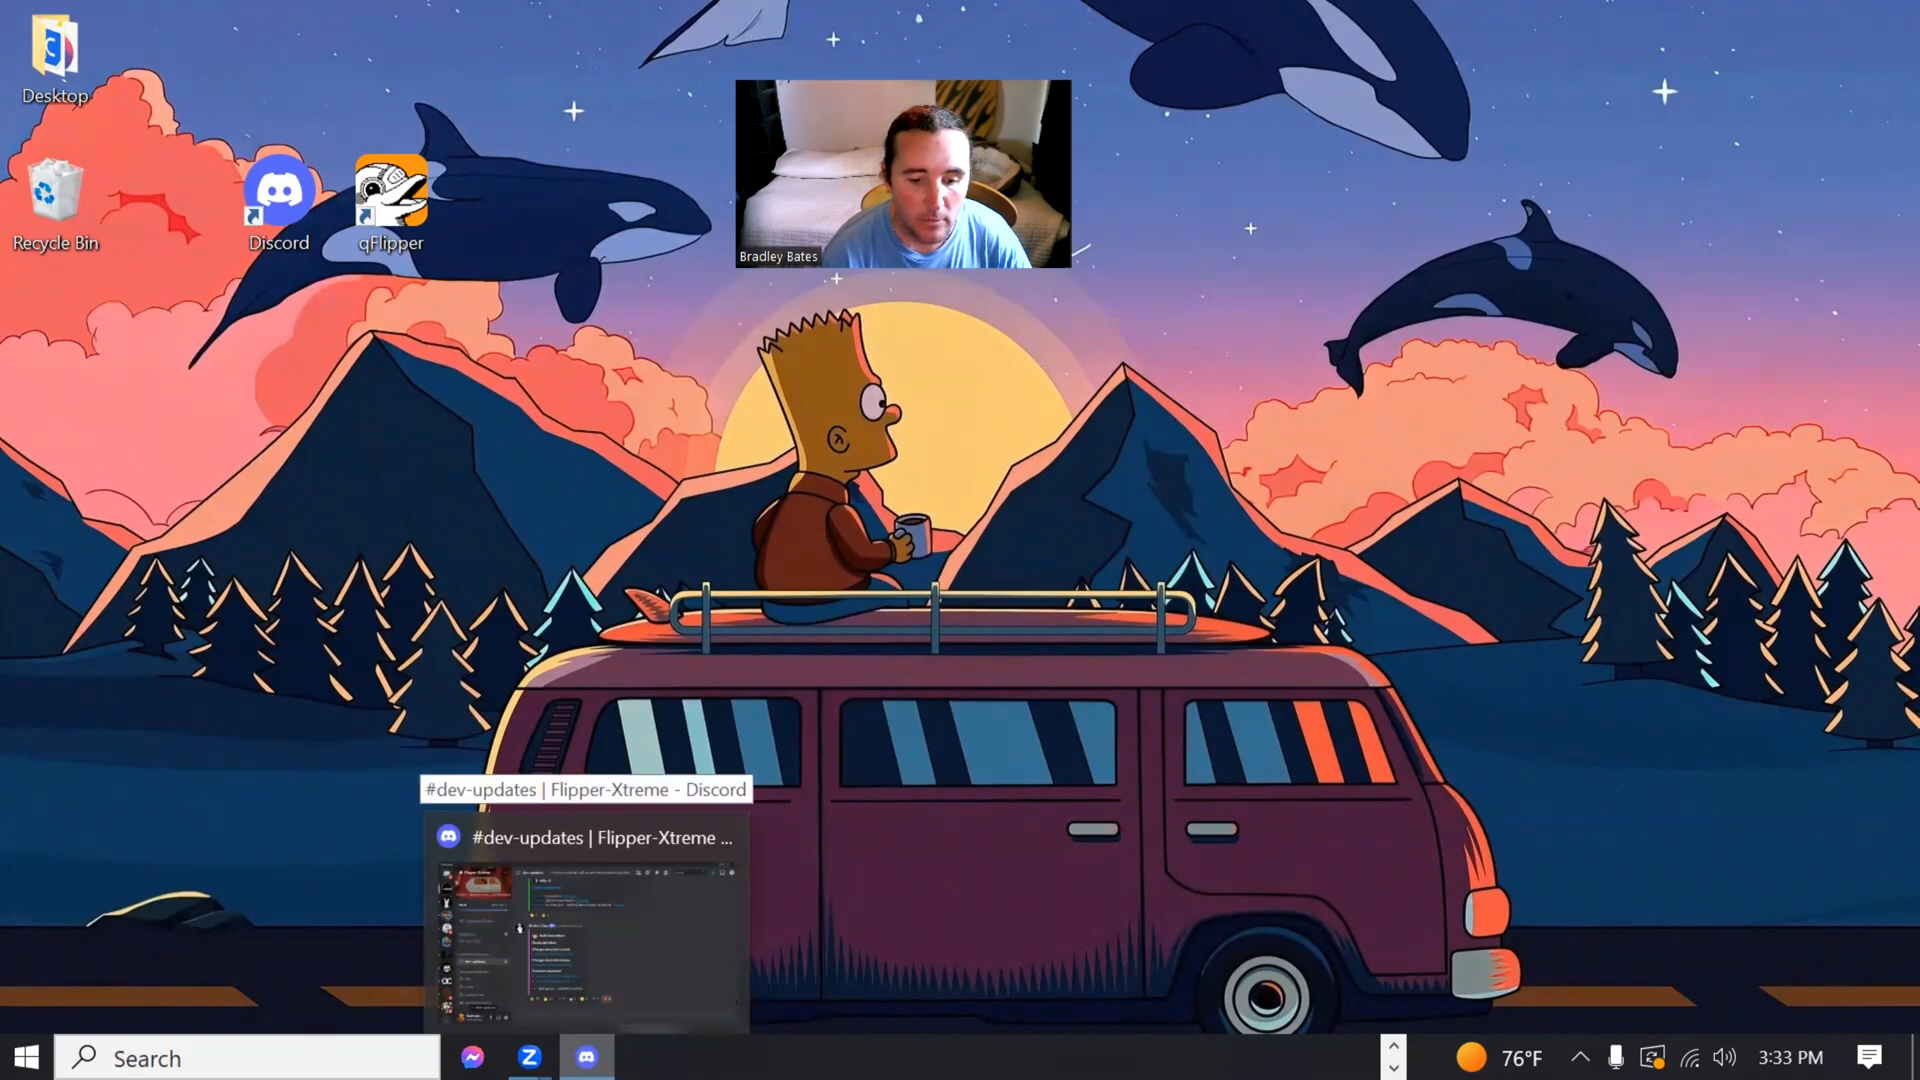 Desktop
Recycle Bin
Discord
qFlipper
Bradley Bates
#dev-updates | Flipper-Xtreme - Discord
#dev-updates | Flipper-Xtreme ...
Search
76°F
3:33 PM